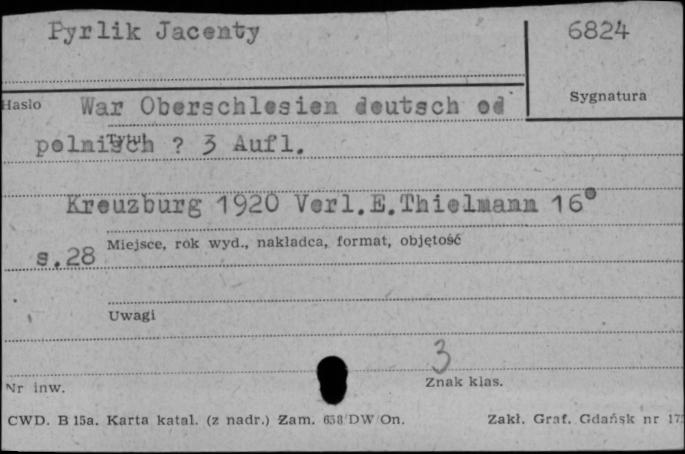 Pyrlik Jacenty
6824
Hasło
Sygnatura
War Oberschlesien deutsch od
Tytuł
polnisch ? 3 Aufl.
Kreuzburg 1920 Verl.E.Thielmann 16°
Miejsce, rok wyd., nakładca, format, objętość
s.28
Uwagi
3
Nr inw.
Znak klas.
CWD. B 15a. Karta katal. (z nadr.) Zam. 658/DW/On.
Zakł. Graf. Gdańsk nr